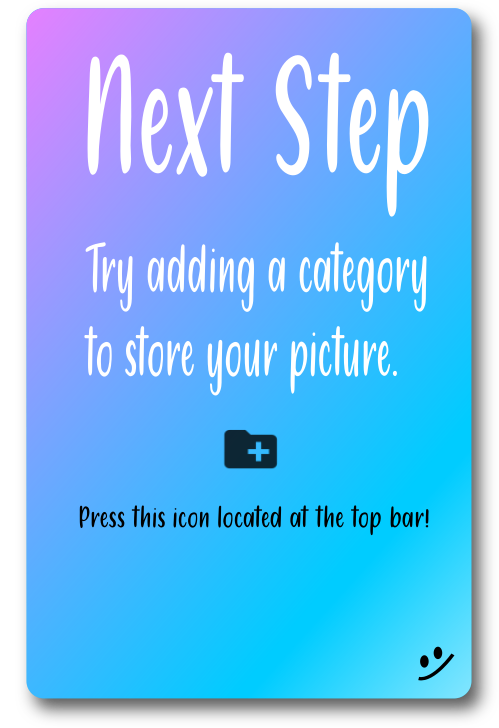 Next Step
Try adding a category
to store your picture.
Press this icon located at the top bar!